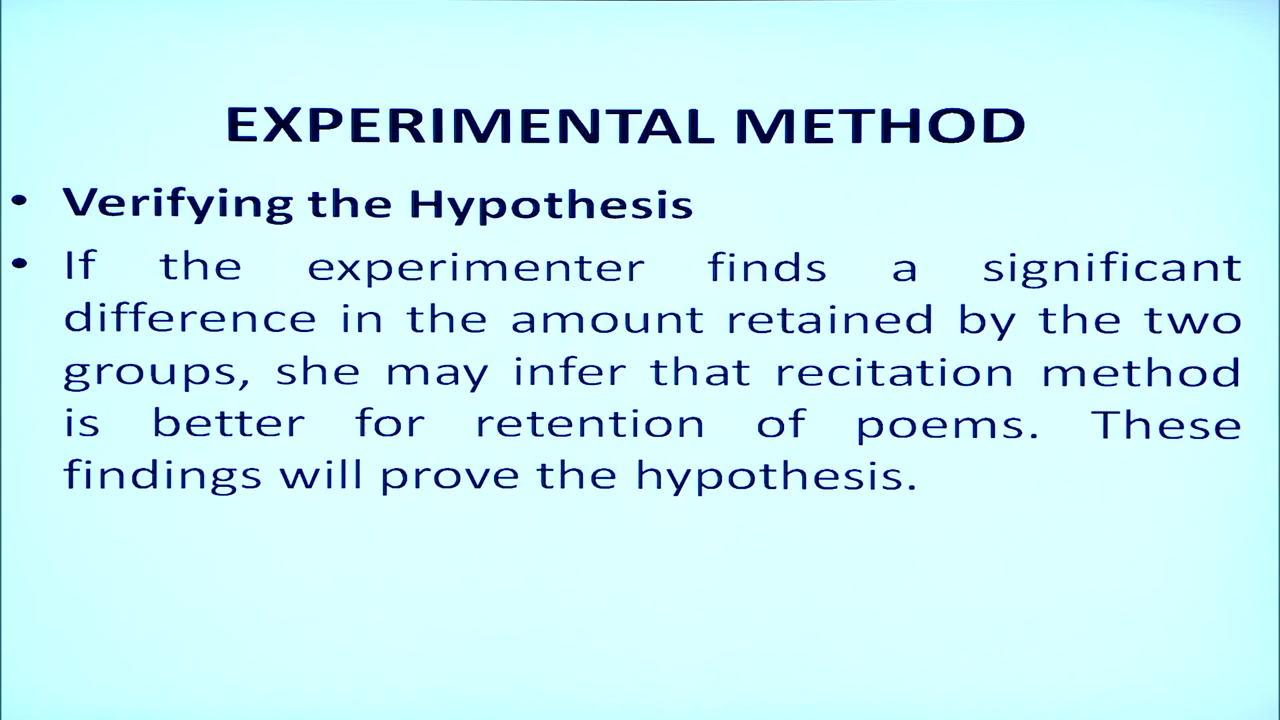 EXPERIMENTAL METHOD
• Verifying the Hypothesis
• If the experimenter finds a significant
difference in the amount retained by the two
groups, she may infer that recitation method
is better for retention of poems. These
findings will prove the hypothesis.